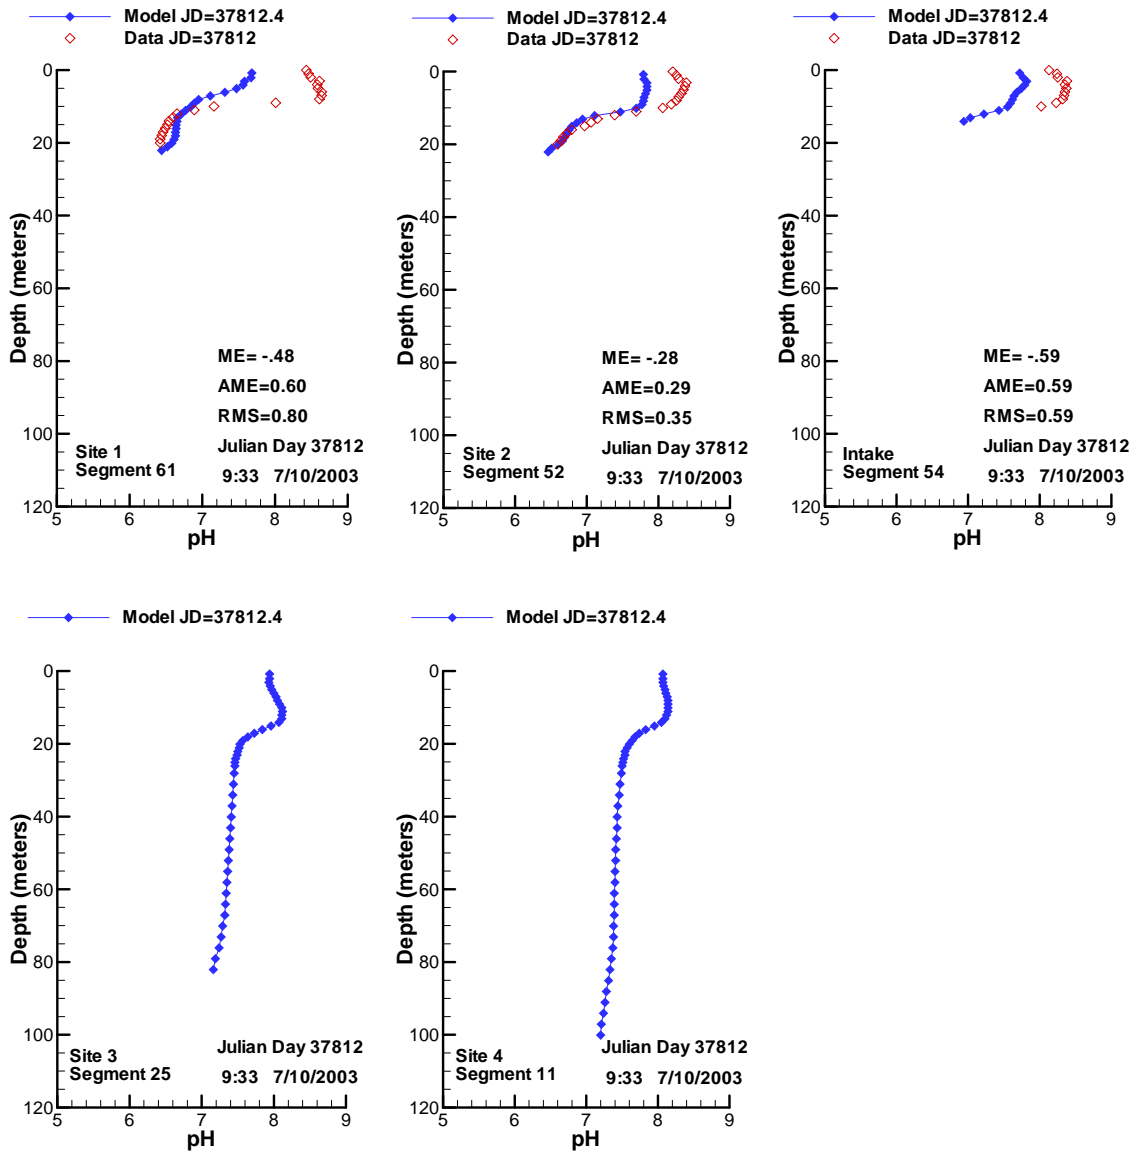 Model JD=37812.4
Data JD=37812
0
20
40
60
80
100
120
Depth (meters)
ME= -.48
AME=0.60
RMS=0.80
Site 1
Segment 61
Julian Day 37812
9:33 7/10/2003
5 6 7 8 9
pH
Model JD=37812.4
Data JD=37812
0
20
40
60
80
100
120
Depth (meters)
ME= -.28
AME=0.29
RMS=0.35
Site 2
Segment 52
Julian Day 37812
9:33 7/10/2003
5 6 7 8 9
pH
Model JD=37812.4
Data JD=37812
0
20
40
60
80
100
120
Depth (meters)
ME= -.59
AME=0.59
RMS=0.59
Intake
Segment 54
Julian Day 37812
9:33 7/10/2003
5 6 7 8 9
pH
Model JD=37812.4
0
20
40
60
80
100
120
Depth (meters)
Site 3
Segment 25
Julian Day 37812
9:33 7/10/2003
5 6 7 8 9
pH
Model JD=37812.4
0
20
40
60
80
100
120
Depth (meters)
Site 4
Segment 11
Julian Day 37812
9:33 7/10/2003
5 6 7 8 9
pH